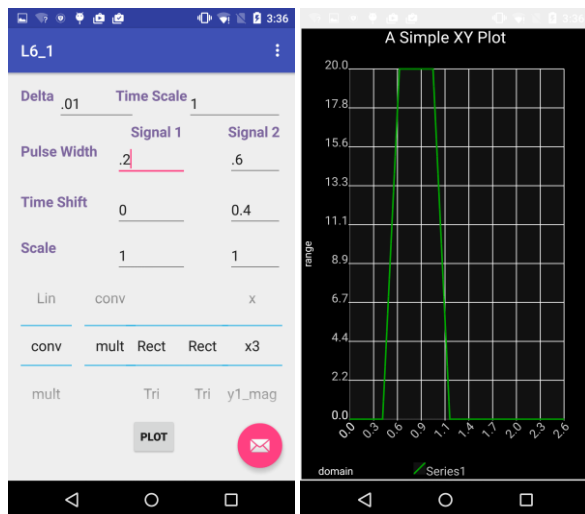 3:36
L6_1
Delta .01 Time Scale 1
Signal 1 Signal 2
Pulse Width .2 .6
Time Shift 0 0.4
Scale 1 1
Lin conv x
conv mult Rect Rect x3
mult Tri Tri y1_mag
PLOT
3:36
A Simple XY Plot
20.0
17.8
15.6
13.3
11.1
8.9
6.7
4.4
2.2
0.0
range
0.0 0.3 0.6 0.9 1.1 1.4 1.7 2.0 2.3 2.6
domain Series1